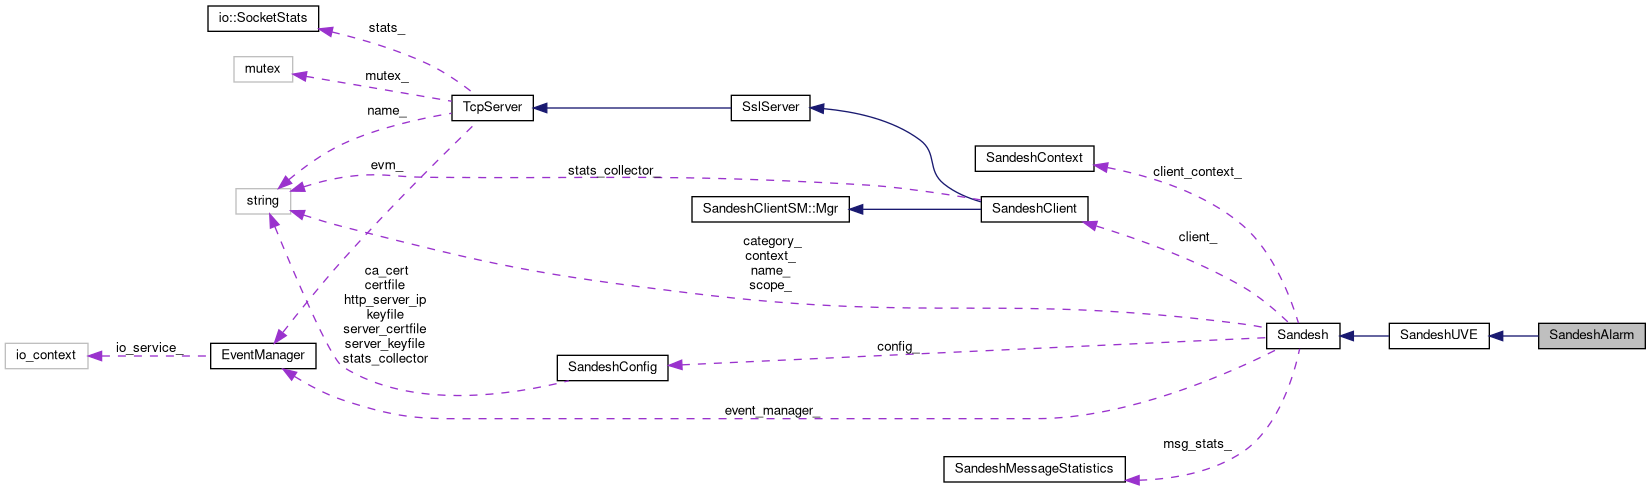 io::SocketStats
stats_
mutex
mutex_
TcpServer
SslServer
name_
SandeshContext
evm_
stats_collector_
client_context_
string
SandeshClientSM::Mgr
SandeshClient
client_
category_
context_
name_
scope_
ca_cert
certfile
http_server_ip
keyfile
server_certfile
server_keyfile
stats_collector
io_context
io_service_
EventManager
SandeshConfig
config_
Sandesh
SandeshUVE
SandeshAlarm
event_manager_
msg_stats_
SandeshMessageStatistics